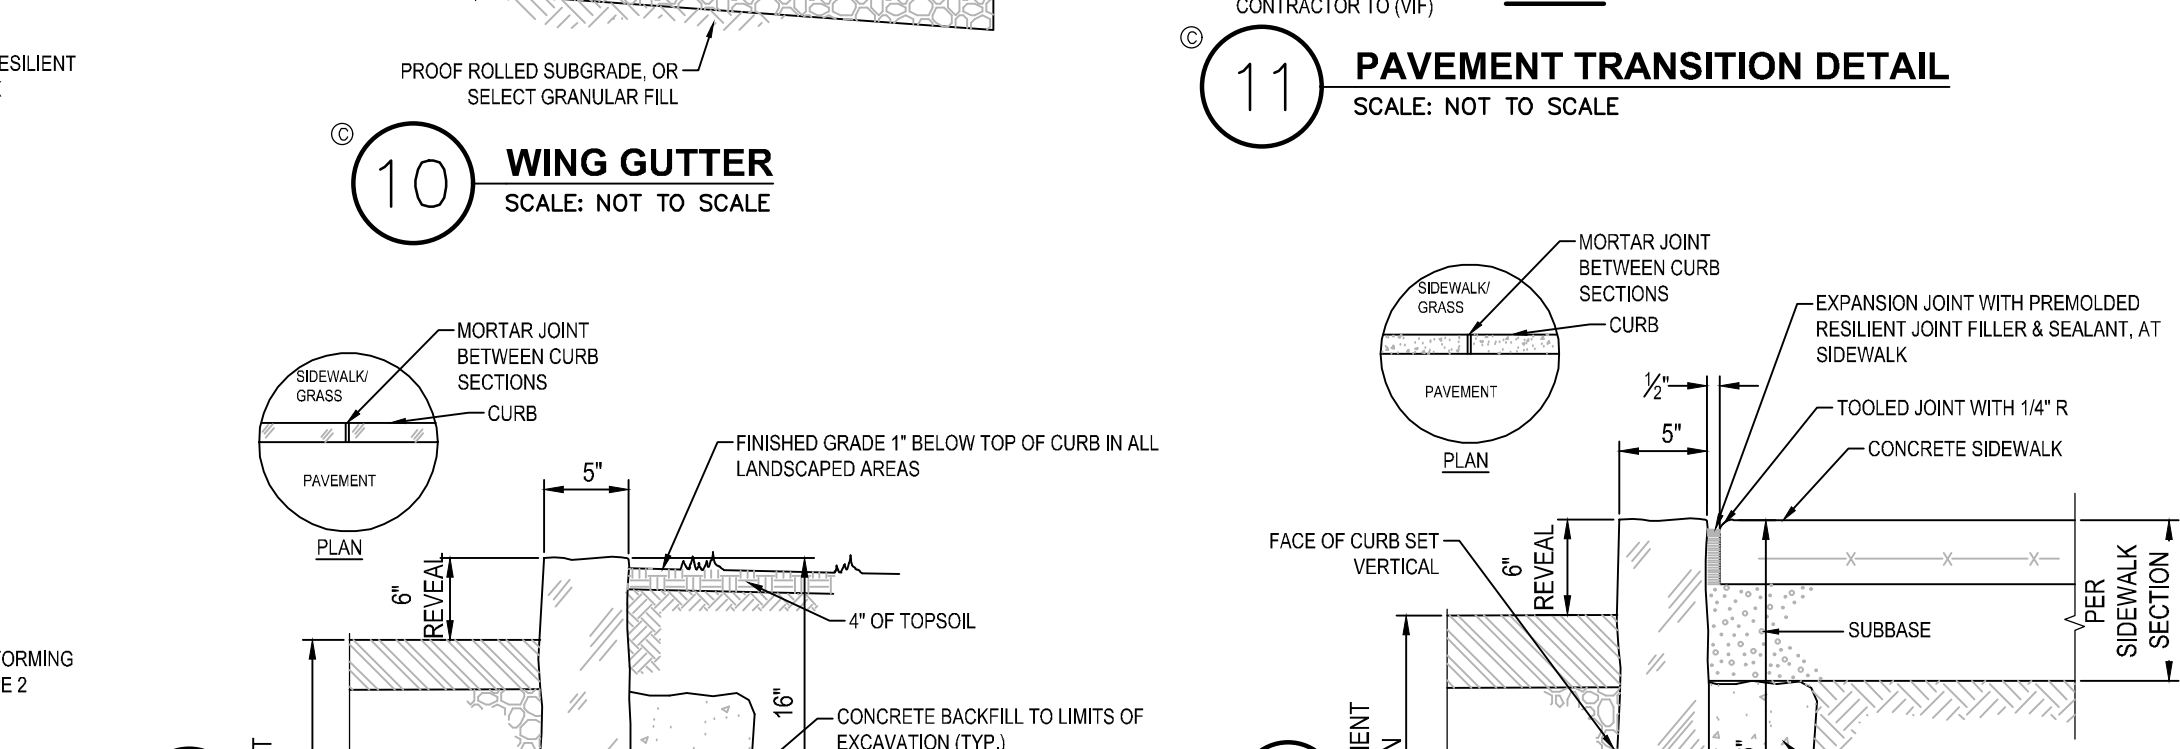 CONTRACTOR TO (VIF)
ESILIENT
PROOF ROLLED SUBGRADE, OR
SELECT GRANULAR FILL
©
10
WING GUTTER
SCALE: NOT TO SCALE
©
11
PAVEMENT TRANSITION DETAIL
SCALE: NOT TO SCALE
MORTAR JOINT
BETWEEN CURB
SECTIONS
CURB
SIDEWALK/
GRASS
PAVEMENT
PLAN
5"
FINISHED GRADE 1" BELOW TOP OF CURB IN ALL
LANDSCAPED AREAS
6"
REVEAL
4" OF TOPSOIL
16"
CONCRETE BACKFILL TO LIMITS OF
EXCAVATION (TYP.)
ORMING
E 2
MORTAR JOINT
BETWEEN CURB
SECTIONS
CURB
SIDEWALK/
GRASS
PAVEMENT
PLAN
EXPANSION JOINT WITH PREMOLDED
RESILIENT JOINT FILLER & SEALANT, AT
SIDEWALK
½"
TOOLED JOINT WITH 1/4" R
5"
CONCRETE SIDEWALK
FACE OF CURB SET
VERTICAL
6"
REVEAL
SUBBASE
PER
SIDEWALK
SECTION
MENT
N